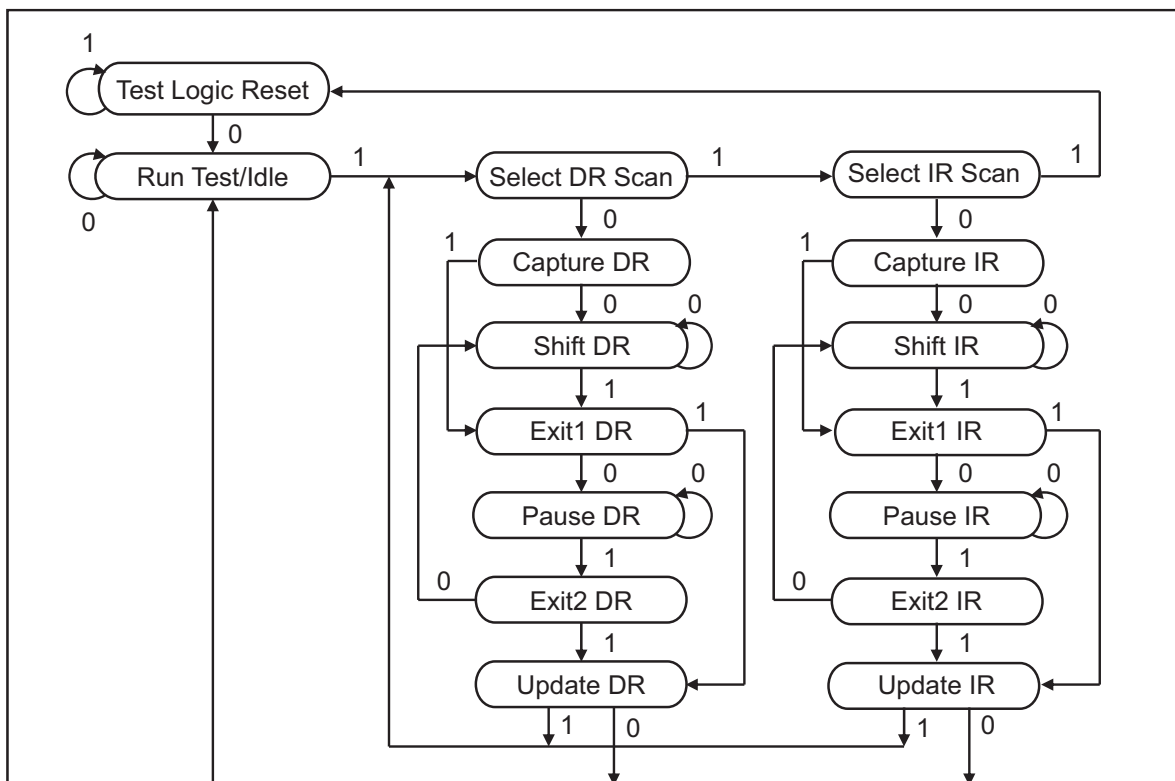 1
Test Logic Reset
0
Run Test/Idle
0
1
Select DR Scan
1
Select IR Scan
1
0
0
1
Capture DR
1
Capture IR
0
0
0
0
Shift DR
Shift IR
1
1
Exit1 DR
1
Exit1 IR
1
0
0
0
0
Pause DR
Pause IR
1
1
0
Exit2 DR
0
Exit2 IR
1
1
Update DR
Update IR
1
0
1
0